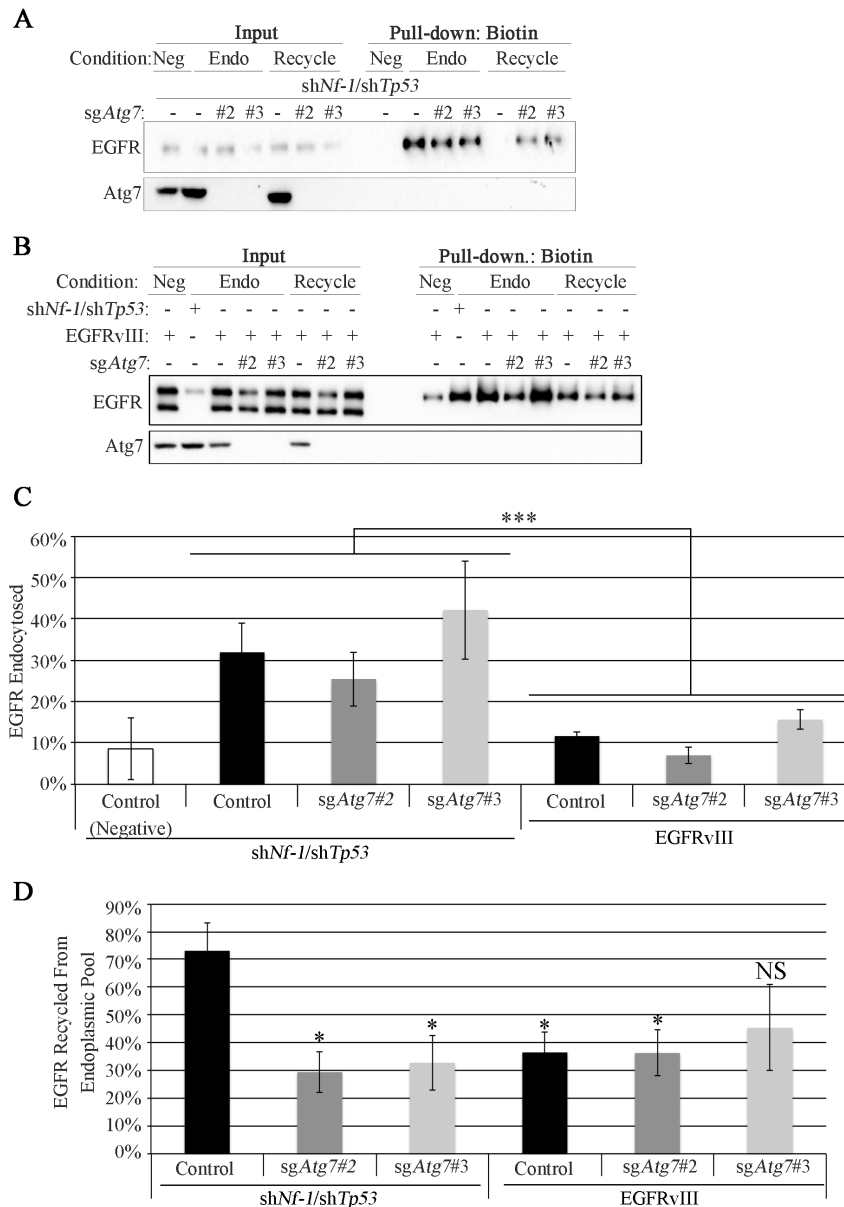 A
Input Pull-down: Biotin
Condition: Neg Endo Recycle Neg Endo Recycle
shNf-1/shTp53
sgAtg7: - - #2 #3 - #2 #3 - - #2 #3 - #2 #3
EGFR
Atg7
B
Input Pull-down.: Biotin
Condition: Neg Endo Recycle Neg Endo Recycle
shNf-1/shTp53: - + - - - - - - - + - - - - - -
EGFRvIII: + - + + + + + + + - + + + + + +
sgAtg7: - - - #2 #3 - #2 #3 - - - #2 #3 - #2 #3
EGFR
Atg7
C
***
EGFR Endocytosed
60%
50%
40%
30%
20%
10%
0%
Control (Negative) Control sgAtg7#2 sgAtg7#3 Control sgAtg7#2 sgAtg7#3
shNf-1/shTp53 EGFRvIII
D
EGFR Recycled From
Endoplasmic Pool
90%
80%
70%
60%
50%
40%
30%
20%
10%
0%
* * * * NS
Control sgAtg7#2 sgAtg7#3 Control sgAtg7#2 sgAtg7#3
shNf-1/shTp53 EGFRvIII